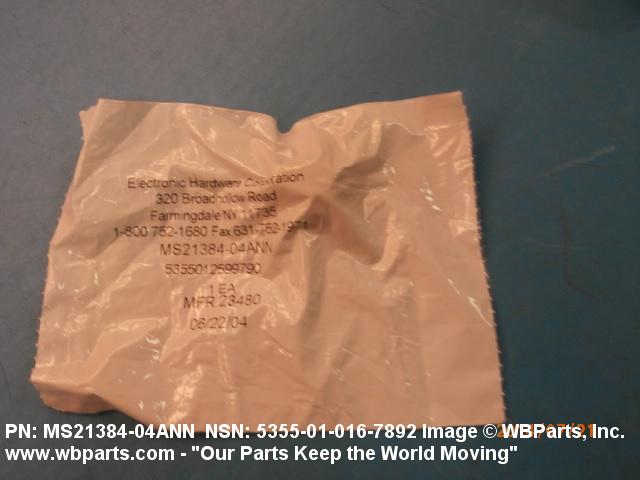 Electronic Hardware Corporation
320 Broadhollow Road
Farmingdale NY 11735
1-800 752-1680 Fax 631-752-1971
MS21384-04ANN
5355012599790
1 EA
MFR 23480
06/22/04
PN: MS21384-04ANN NSN: 5355-01-016-7892 Image © WBParts, Inc.
www.wbparts.com - "Our Parts Keep the World Moving"